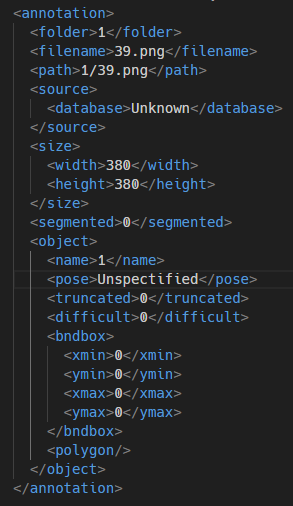 <annotation>
<folder>1</folder>
<filename>39.png</filename>
<path>1/39.png</path>
<source>
<database>Unknown</database>
</source>
<size>
<width>380</width>
<height>380</height>
</size>
<segmented>0</segmented>
<object>
<name>1</name>
<pose>Unspectified</pose>
<truncated>0</truncated>
<difficult>0</difficult>
<bndbox>
<xmin>0</xmin>
<ymin>0</ymin>
<xmax>0</xmax>
<ymax>0</ymax>
</bndbox>
<polygon/>
</object>
</annotation>